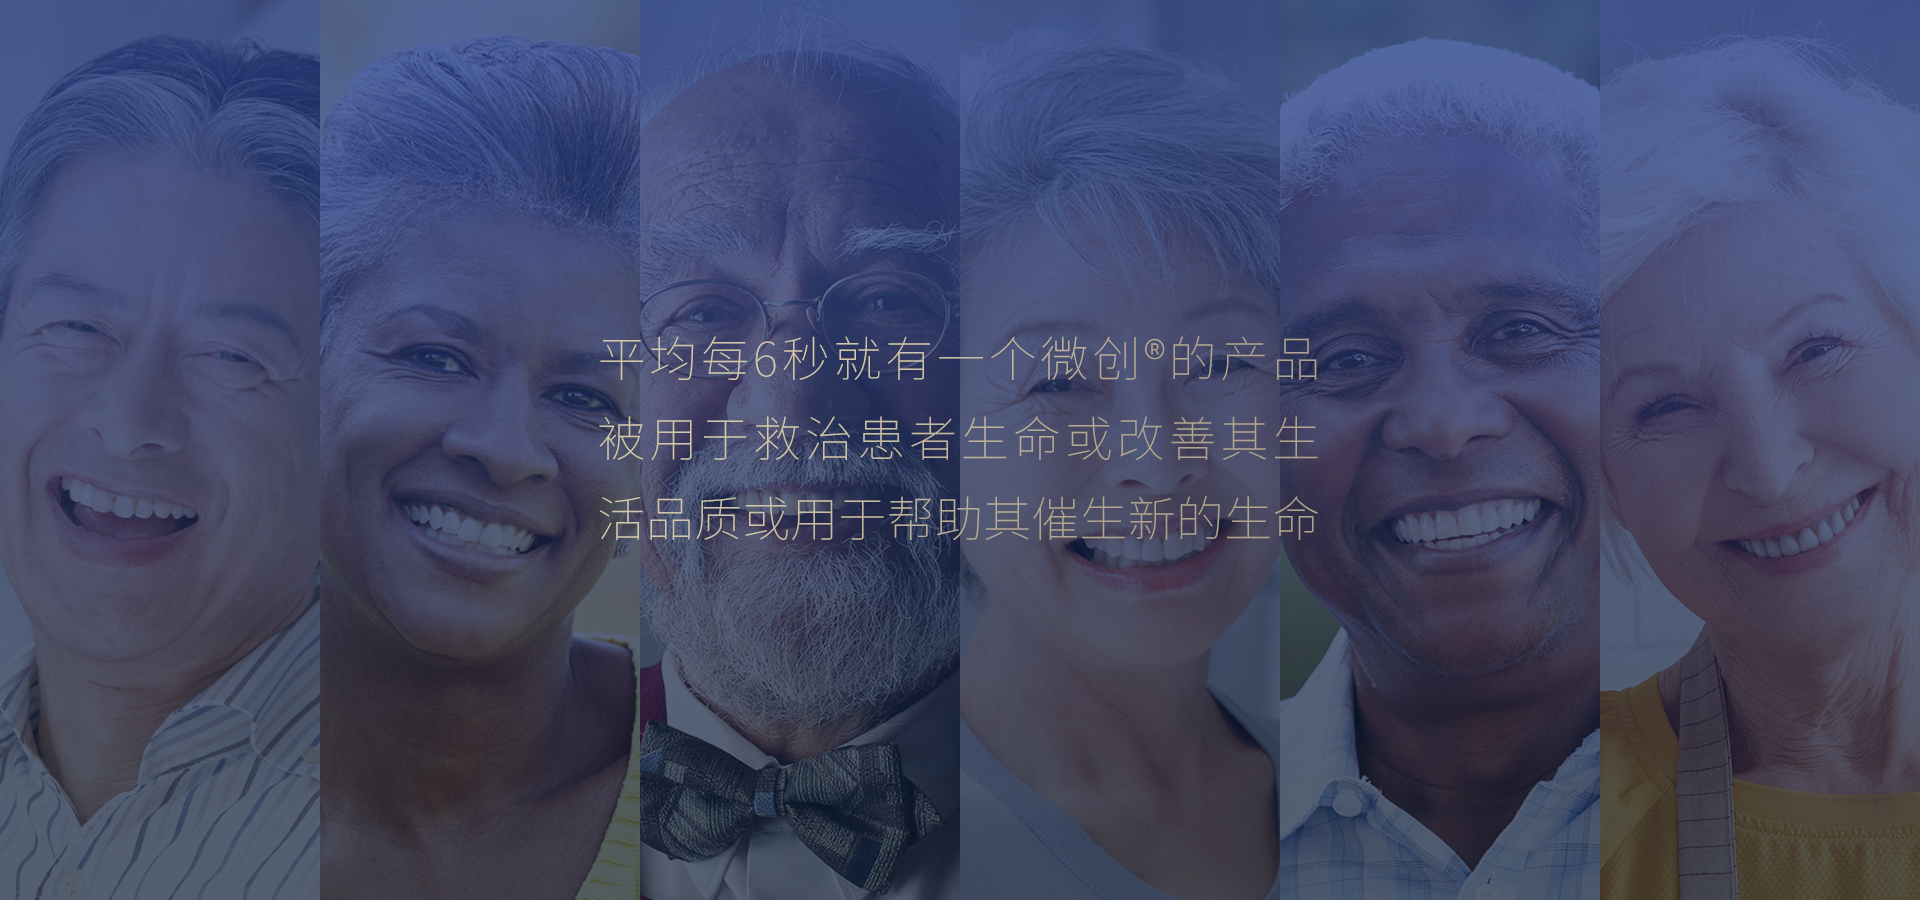 平均每6秒就有一个微创®的产品
被用于救治患者生命或改善其生
活品质或用于帮助其催生新的生命